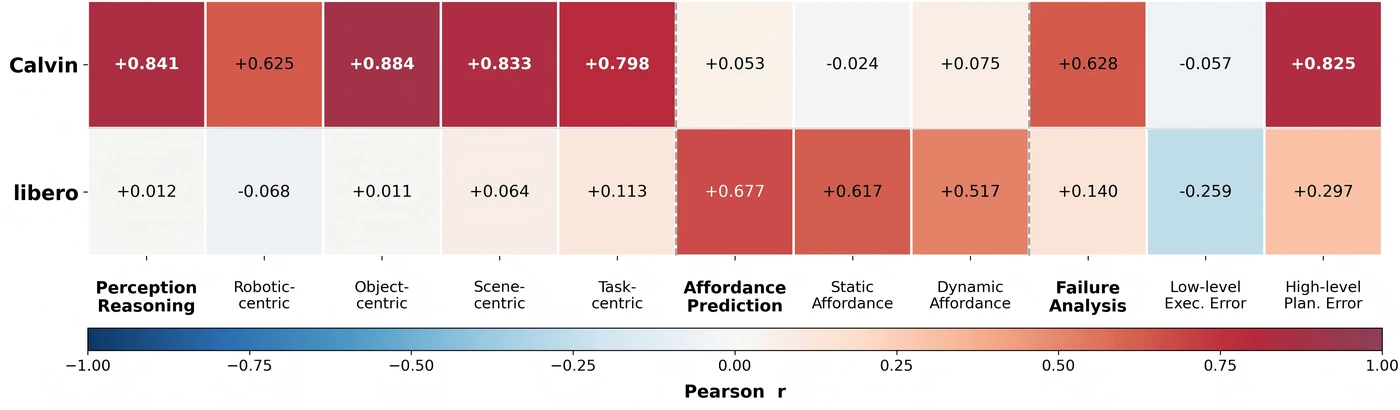 Calvin
+0.841 +0.625 +0.884 +0.833 +0.798 +0.053 -0.024 +0.075 +0.628 -0.057 +0.825
libero
+0.012 -0.068 +0.011 +0.064 +0.113 +0.677 +0.617 +0.517 +0.140 -0.259 +0.297
Perception
Reasoning
Robotic-
centric
Object-
centric
Scene-
centric
Task-
centric
Affordance
Prediction
Static
Affordance
Dynamic
Affordance
Failure
Analysis
Low-level
Exec. Error
High-level
Plan. Error
−1.00 −0.75 −0.50 −0.25 0.00 0.25 0.50 0.75 1.00
Pearson r